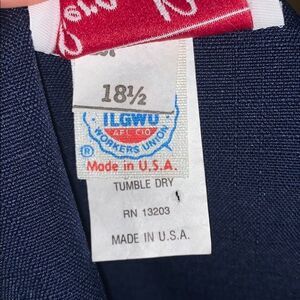 18½
ILGWU
AFL CIO
WORKERS UNION
®
Made in U.S.A.
TUMBLE DRY
RN 13203
MADE IN U.S.A.